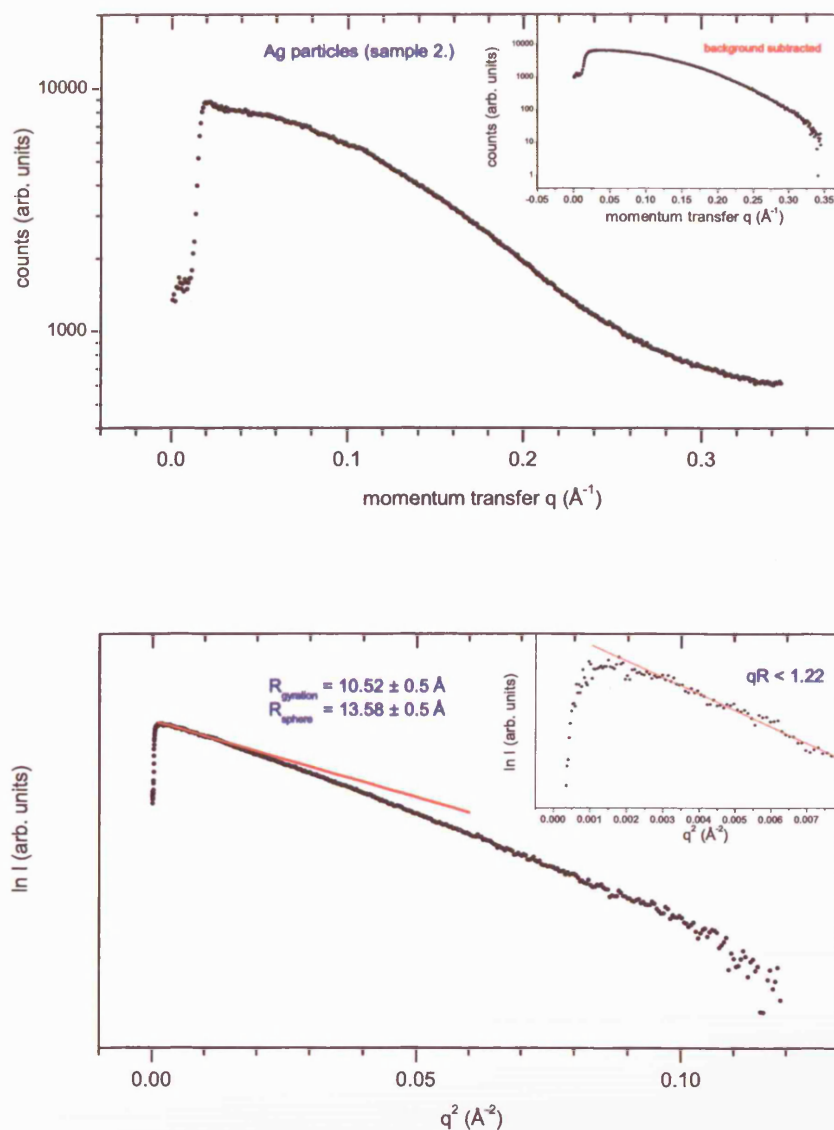 Ag particles (sample 2.)
10000
1000
counts (arb. units)
0.0 0.1 0.2 0.3
momentum transfer q (Å⁻¹)
background subtracted
10000
1000
100
10
1
counts (arb. units)
-0.05 0.00 0.05 0.10 0.15 0.20 0.25 0.30 0.35
momentum transfer q (Å⁻¹)
R_gyration = 10.52 ± 0.5 Å
R_sphere = 13.58 ± 0.5 Å
ln I (arb. units)
0.00 0.05 0.10
q² (Å⁻²)
qR < 1.22
ln I (arb. units)
0.000 0.001 0.002 0.003 0.004 0.005 0.006 0.007
q² (Å⁻²)